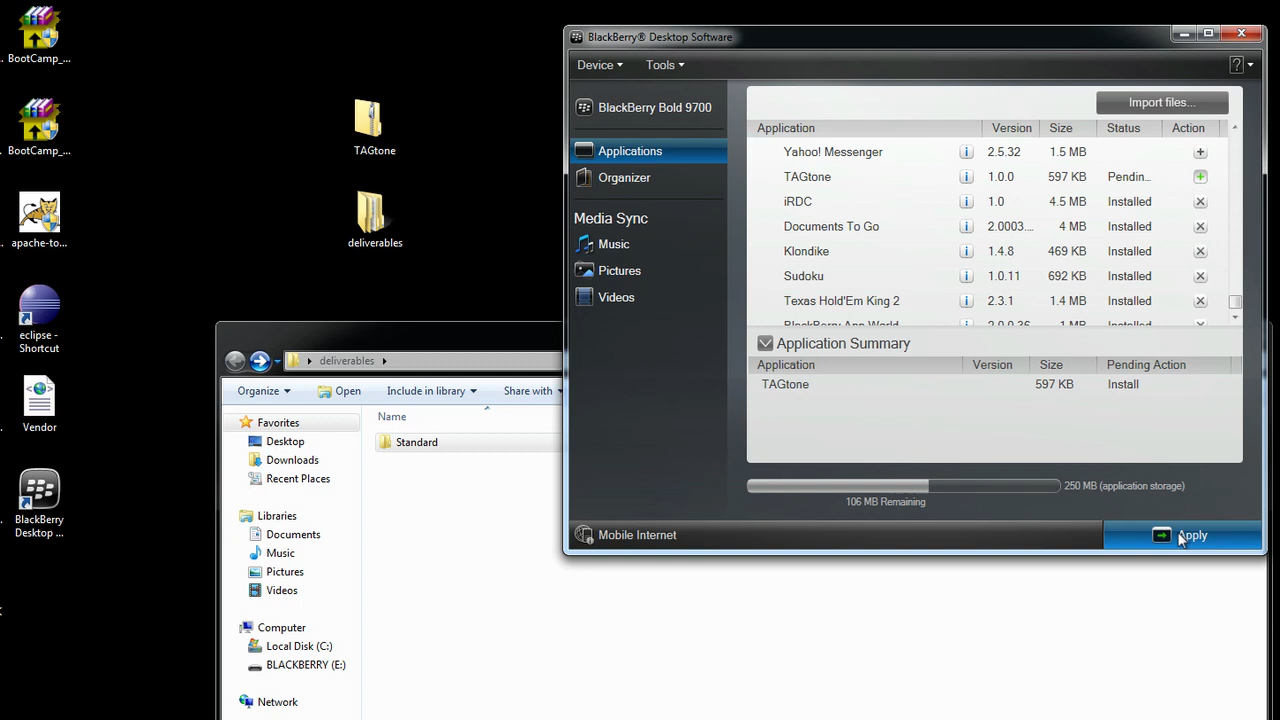 BootCamp_...
BootCamp_...
apache-to...
eclipse -
Shortcut
Vendor
BlackBerry
Desktop ...
TAGtone
deliverables
BlackBerry® Desktop Software
Device
Tools
?
BlackBerry Bold 9700
Applications
Organizer
Media Sync
Music
Pictures
Videos
Import files...
Application Version Size Status Action
Yahoo! Messenger i 2.5.32 1.5 MB +
TAGtone i 1.0.0 597 KB Pendin... +
iRDC i 1.0 4.5 MB Installed
Documents To Go i 2.0003.... 4 MB Installed
Klondike i 1.4.8 469 KB Installed
Sudoku i 1.0.11 692 KB Installed
Texas Hold'Em King 2 i 2.3.1 1.4 MB Installed
BlackBerry App World 2.0.0.36 1 MB Installed
Application Summary
Application Version Size Pending Action
TAGtone 597 KB Install
250 MB (application storage)
106 MB Remaining
Mobile Internet
Apply
deliverables
Organize
Open
Include in library
Share with
Name
Standard
Favorites
Desktop
Downloads
Recent Places
Libraries
Documents
Music
Pictures
Videos
Computer
Local Disk (C:)
BLACKBERRY (E:)
Network